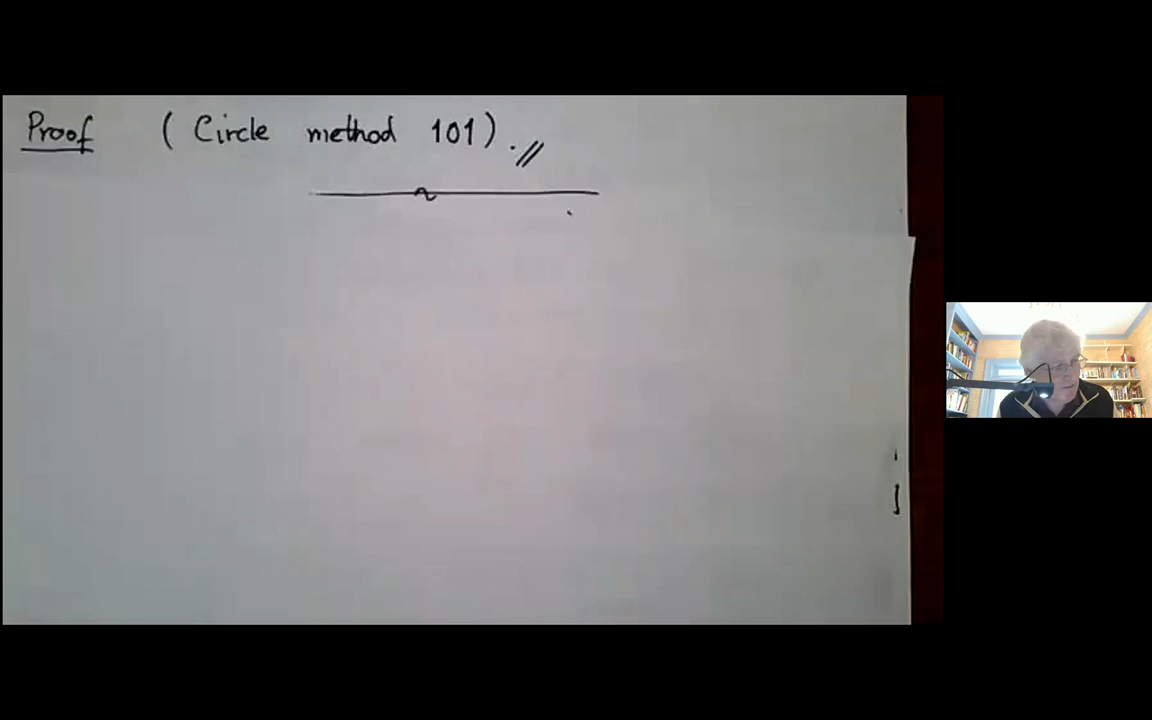 Proof (Circle method 101). //